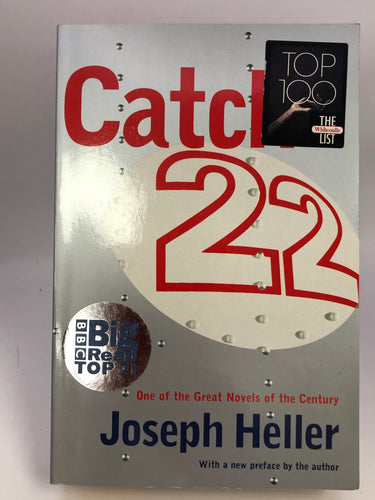 Catch
22
TOP
100
THE
Whitcoulls
LIST
BBC
Big
Read
TOP
One of the Great Novels of the Century
Joseph Heller
With a new preface by the author